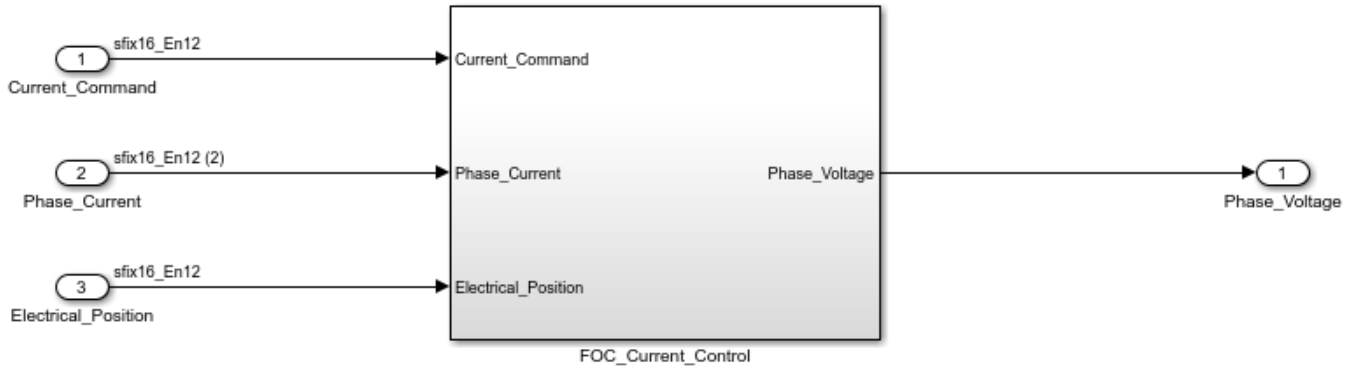 sfix16_En12
1
Current_Command
Current_Command
sfix16_En12 (2)
2
Phase_Current
Phase_Current
Phase_Voltage
1
Phase_Voltage
sfix16_En12
3
Electrical_Position
Electrical_Position
FOC_Current_Control